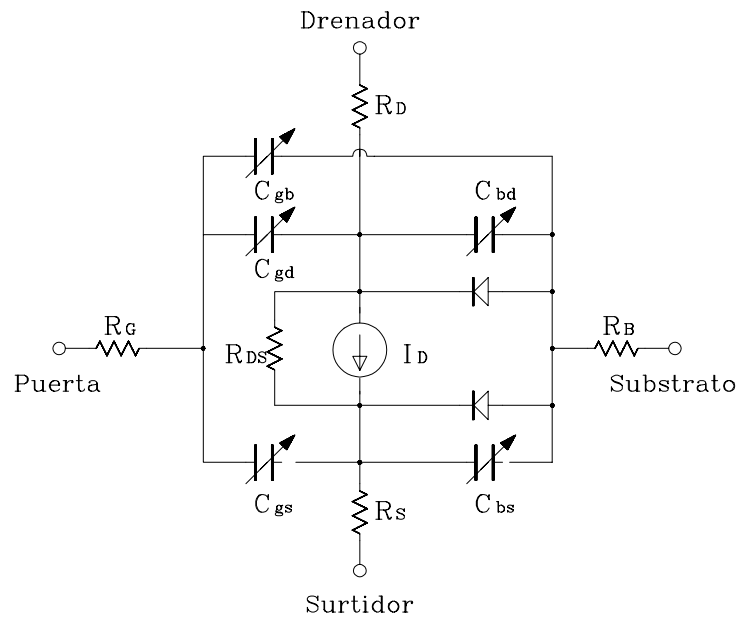 Drenador
RD
Cgb
Cbd
Cgd
RG
RDS
ID
RB
Puerta
Substrato
Cgs
RS
Cbs
Surtidor